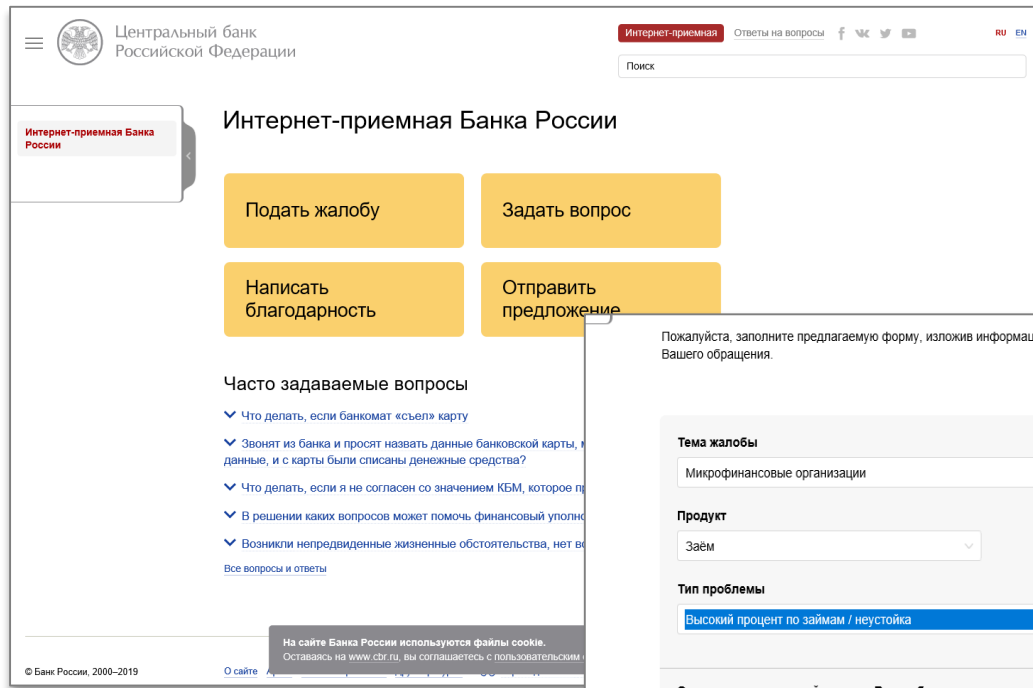 Центральный банк
Российской Федерации
Интернет-приемная Ответы на вопросы
RU EN
Поиск
Интернет-приемная Банка
России
Интернет-приемная Банка России
Подать жалобу
Задать вопрос
Написать
благодарность
Отправить
предложение
Часто задаваемые вопросы
Что делать, если банкомат «съел» карту
Звонят из банка и просят назвать данные банковской карты,
данные, и с карты были списаны денежные средства?
Что делать, если я не согласен со значением КБМ, которое
В решении каких вопросов может помочь финансовый
Возникли непредвиденные жизненные обстоятельства, нет
Все вопросы и ответы
На сайте Банка России используются файлы cookie.
Оставаясь на www.cbr.ru, вы соглашаетесь с пользовательским
© Банк России, 2000–2019
О сайте
Пожалуйста, заполните предлагаемую форму, изложив
Вашего обращения.
Тема жалобы
Микрофинансовые организации
Продукт
Заём
Тип проблемы
Высокий процент по займам / неустойка